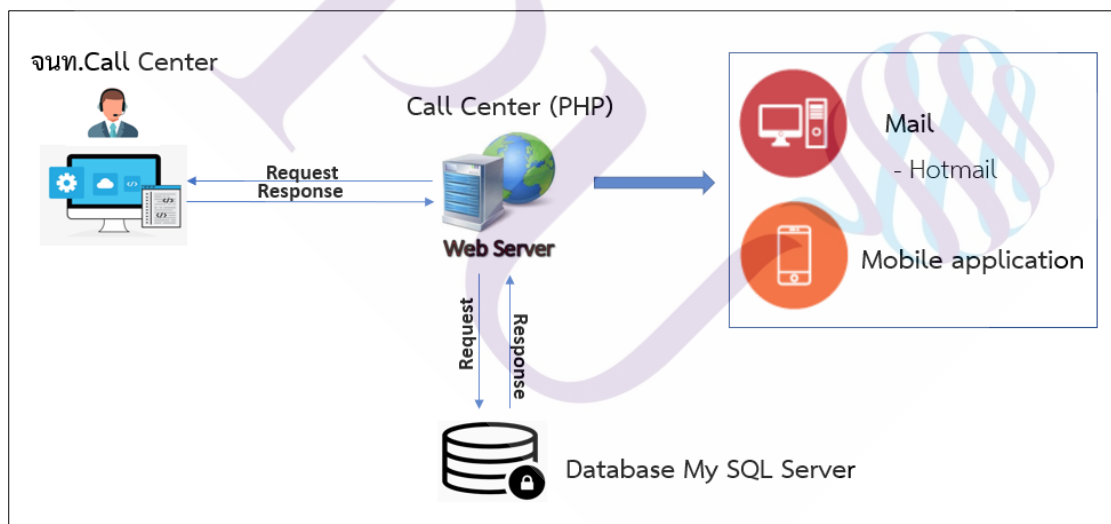 จนท.Call Center
Call Center (PHP)
Request
Response
Web Server
Mail
- Hotmail
Mobile application
Request
Response
Database My SQL Server